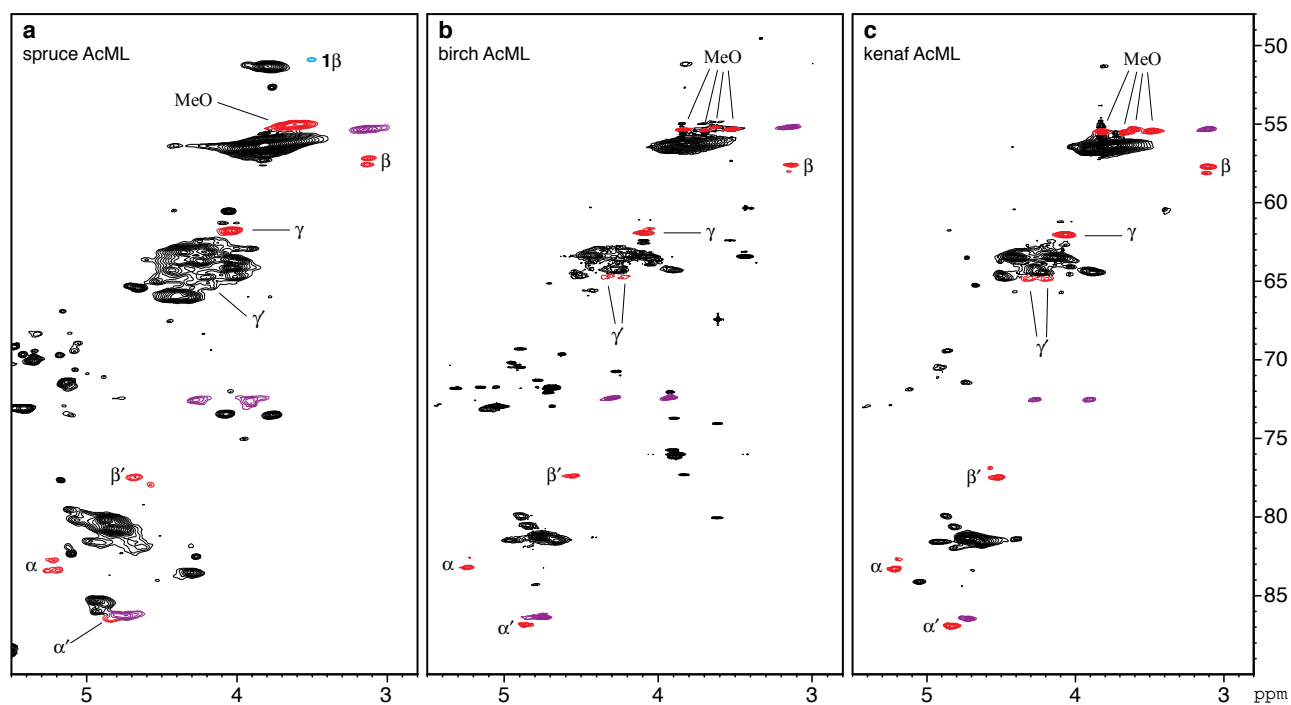 a
spruce AcML
1β
MeO
β
γ
γ′
β′
α
α′
b
birch AcML
MeO
β
γ
γ′
β′
α
α′
c
kenaf AcML
MeO
β
γ
γ′
β′
α
α′
50
55
60
65
70
75
80
85
5 4 3
5 4 3
5 4 3 ppm